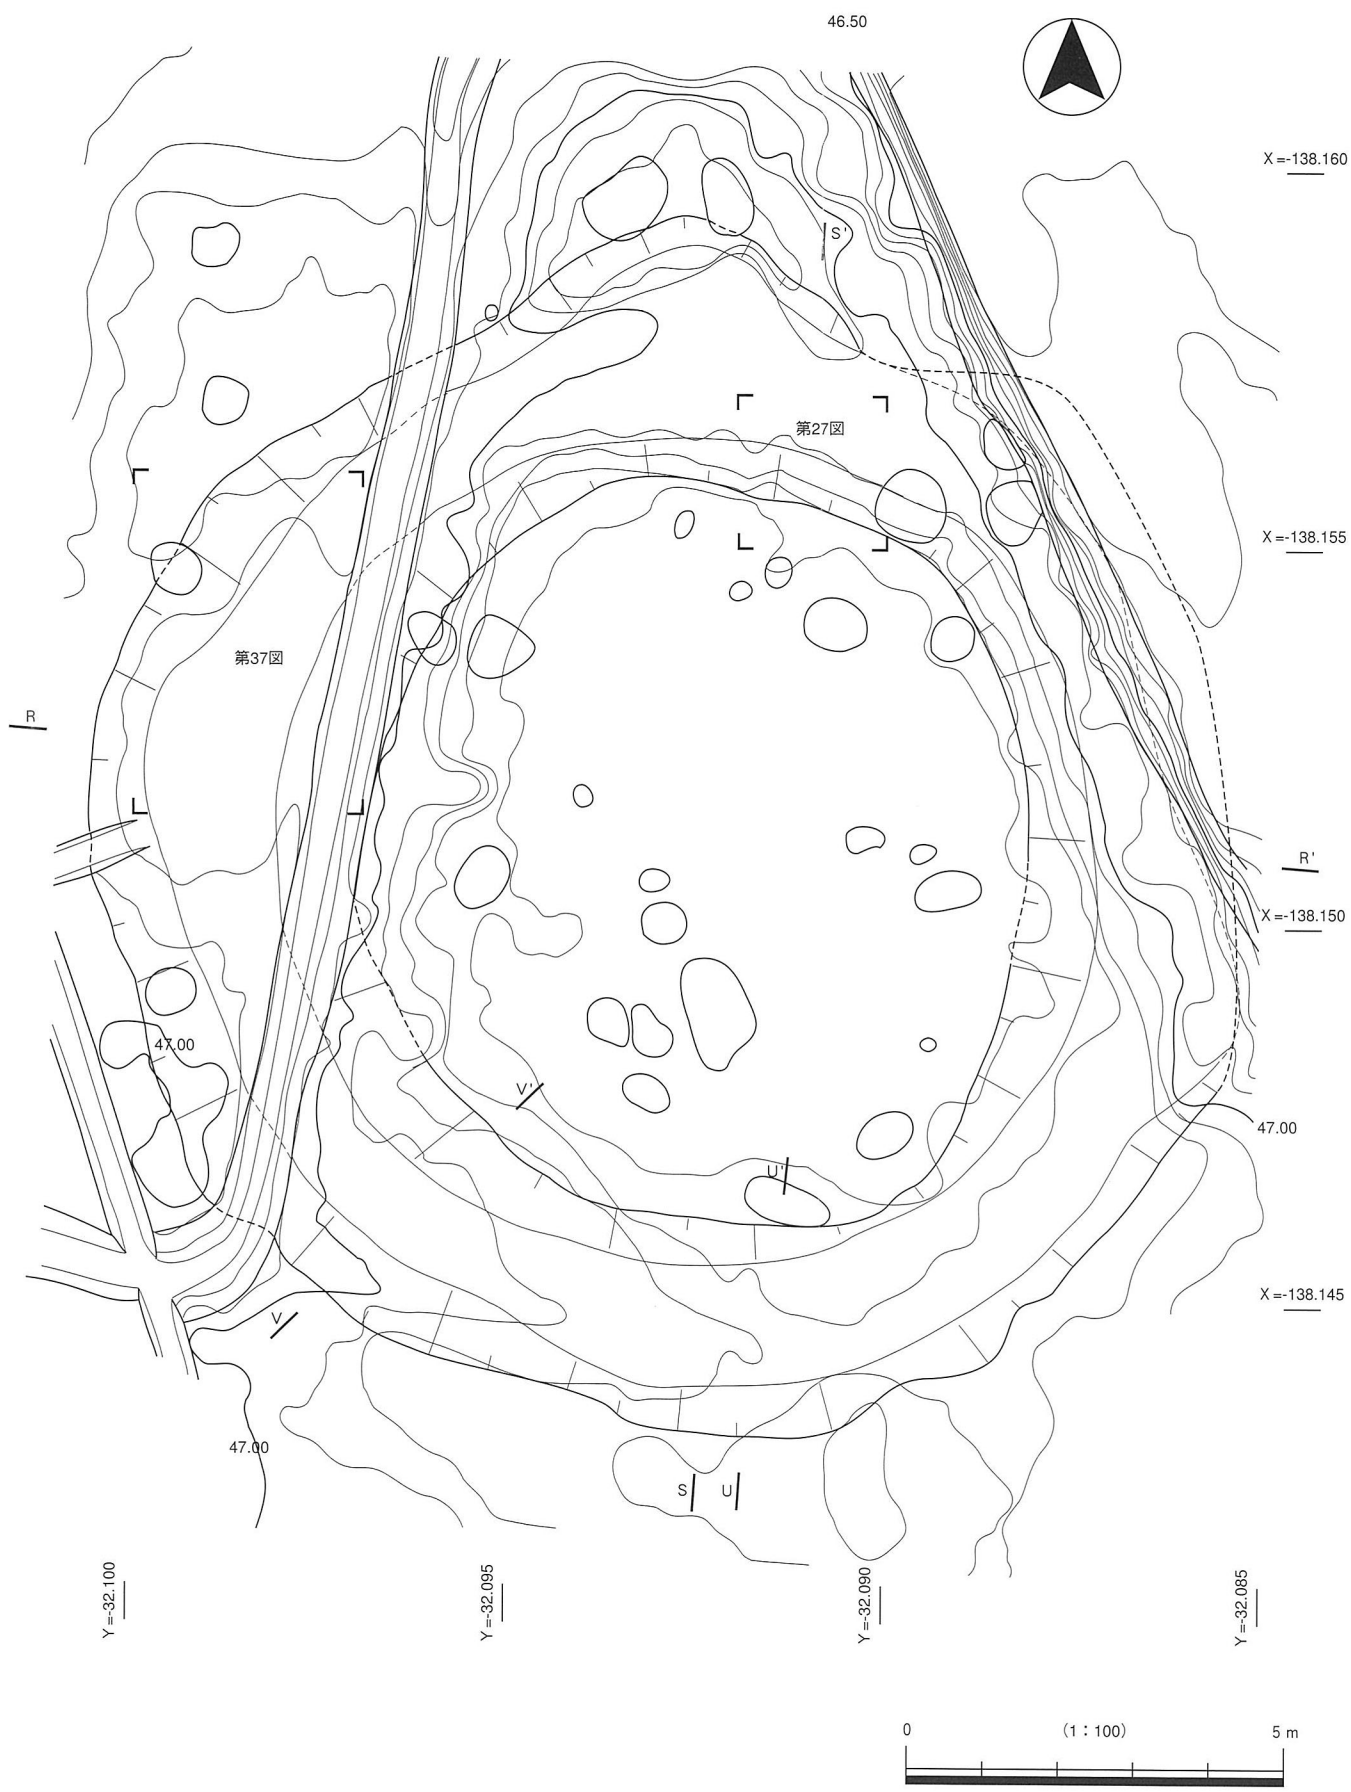 46.50
X=-138.160
S'
第27図
X=-138.155
第37図
R
R'
X=-138.150
47.00
V'
47.00
U'
X=-138.145
V
47.00
S U
Y=-32.100
Y=-32.095
Y=-32.090
Y=-32.085
0 (1:100) 5 m